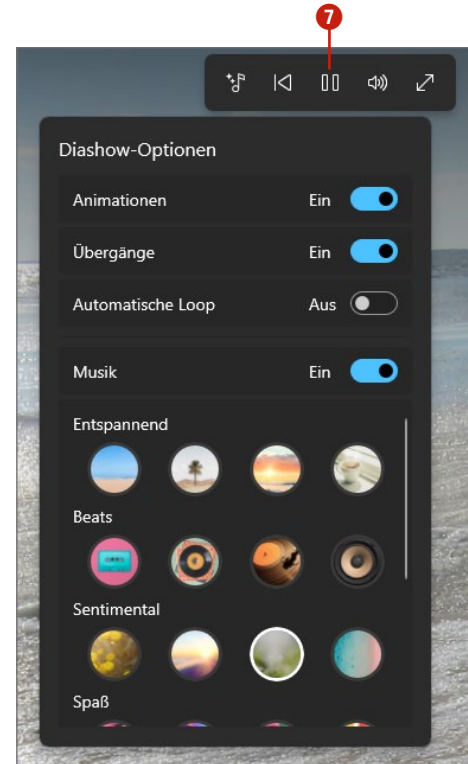 7
Diashow-Optionen
Animationen Ein
Übergänge Ein
Automatische Loop Aus
Musik Ein
Entspannend
Beats
Sentimental
Spaß